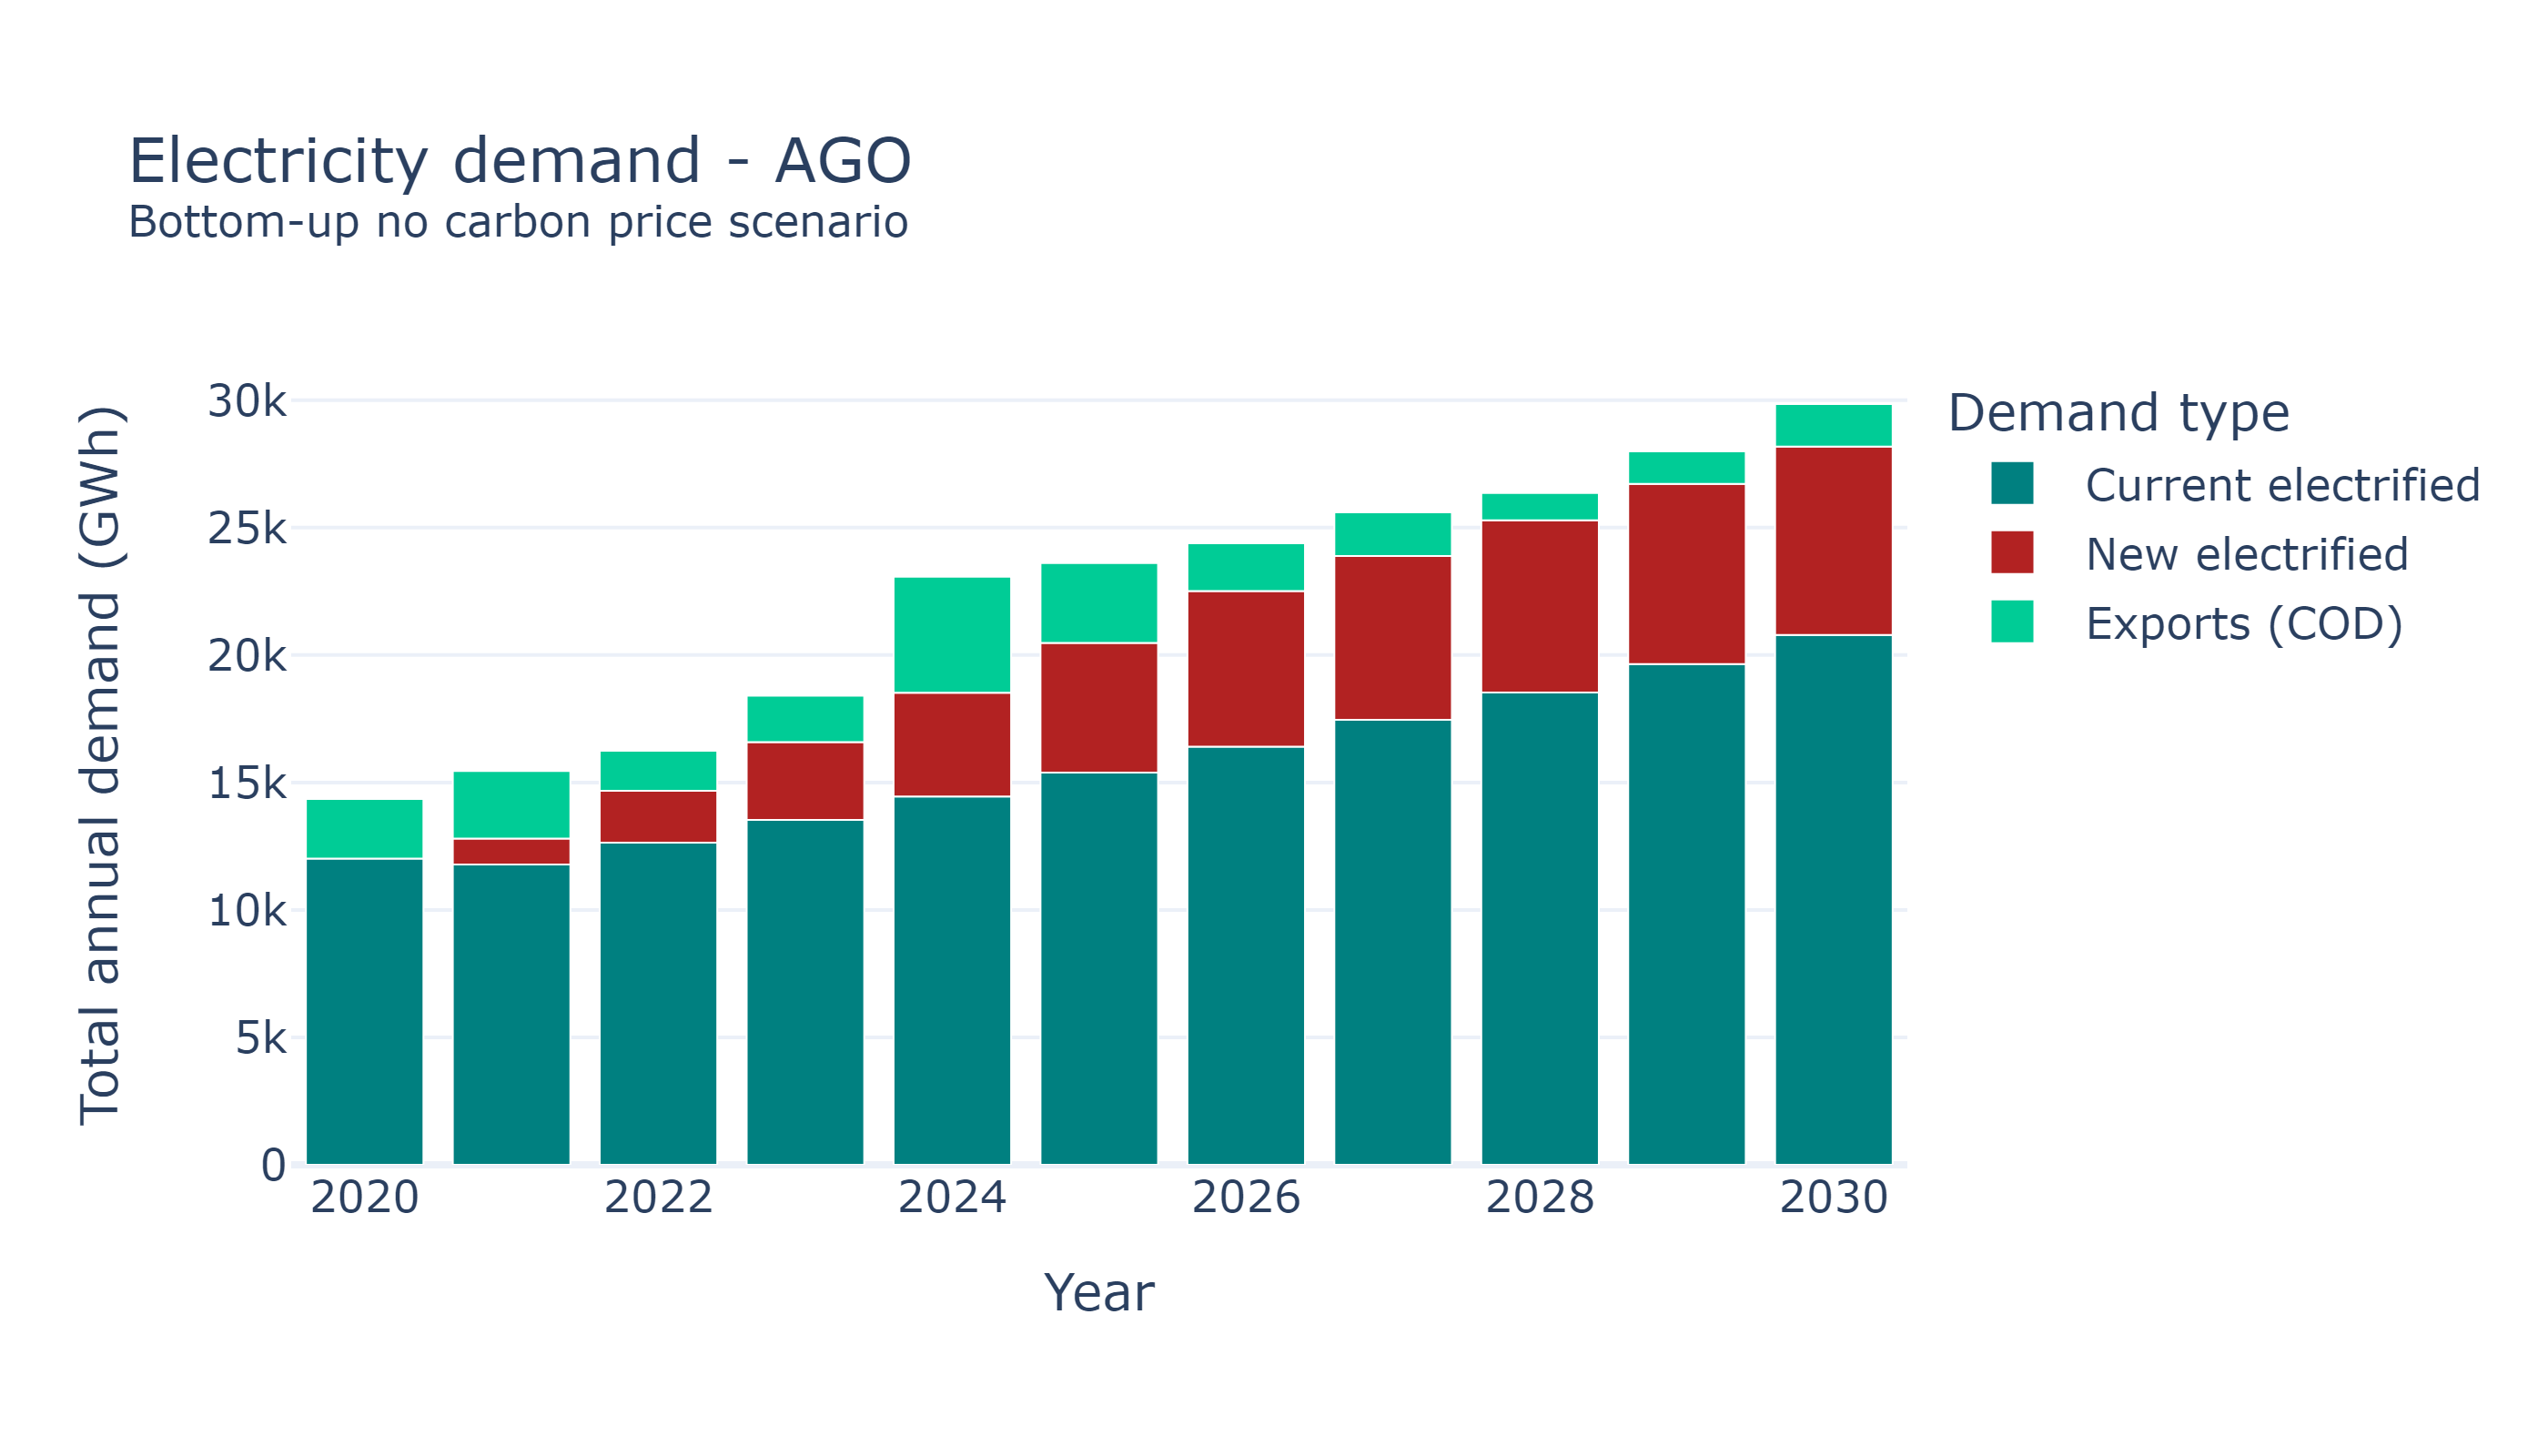 Electricity demand - AGO
Bottom-up no carbon price scenario
Total annual demand (GWh)
30k
25k
20k
15k
10k
5k
0
2020
2022
2024
2026
2028
2030
Year
Demand type
Current electrified
New electrified
Exports (COD)